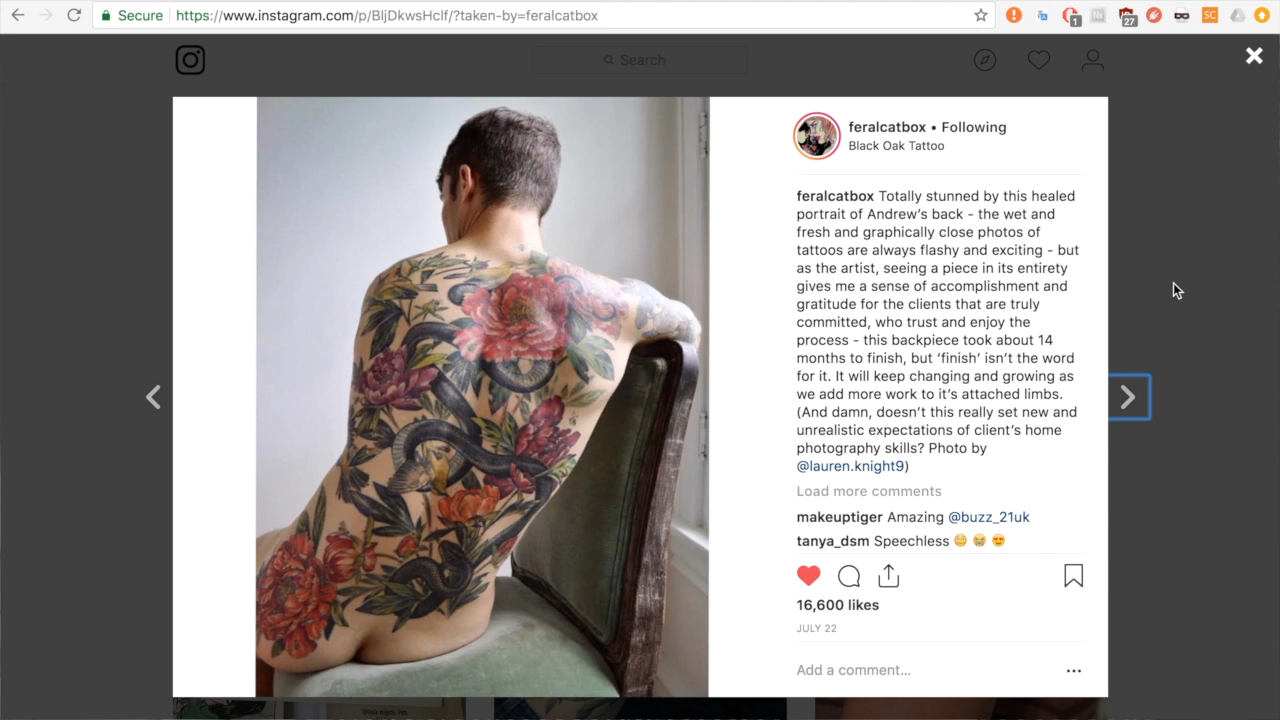 Secure https://www.instagram.com/p/BljDkwsHclf/?taken-by=feralcatbox
1
27
SC
Search
feralcatbox • Following
Black Oak Tattoo
feralcatbox Totally stunned by this healed
portrait of Andrew's back - the wet and
fresh and graphically close photos of
tattoos are always flashy and exciting - but
as the artist, seeing a piece in its entirety
gives me a sense of accomplishment and
gratitude for the clients that are truly
committed, who trust and enjoy the
process - this backpiece took about 14
months to finish, but 'finish' isn't the word
for it. It will keep changing and growing as
we add more work to it's attached limbs.
(And damn, doesn't this really set new and
unrealistic expectations of client's home
photography skills? Photo by
@lauren.knight9)
Load more comments
makeuptiger Amazing @buzz_21uk
tanya_dsm Speechless 😳 😭 😍
16,600 likes
JULY 22
Add a comment...